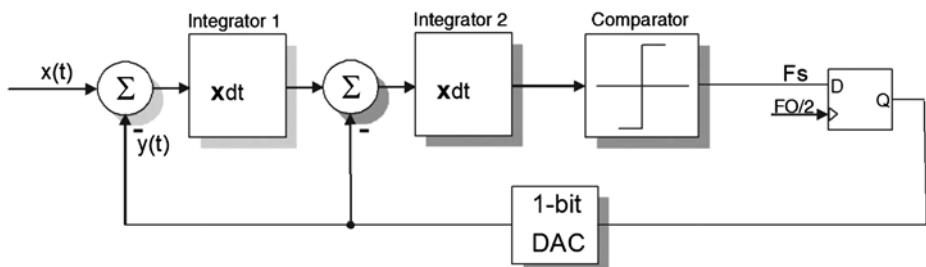 Integrator 1
Integrator 2
Comparator
x(t)
Σ
xdt
Σ
xdt
Fs
D
Q
FO/2
-
y(t)
-
1-bit
DAC